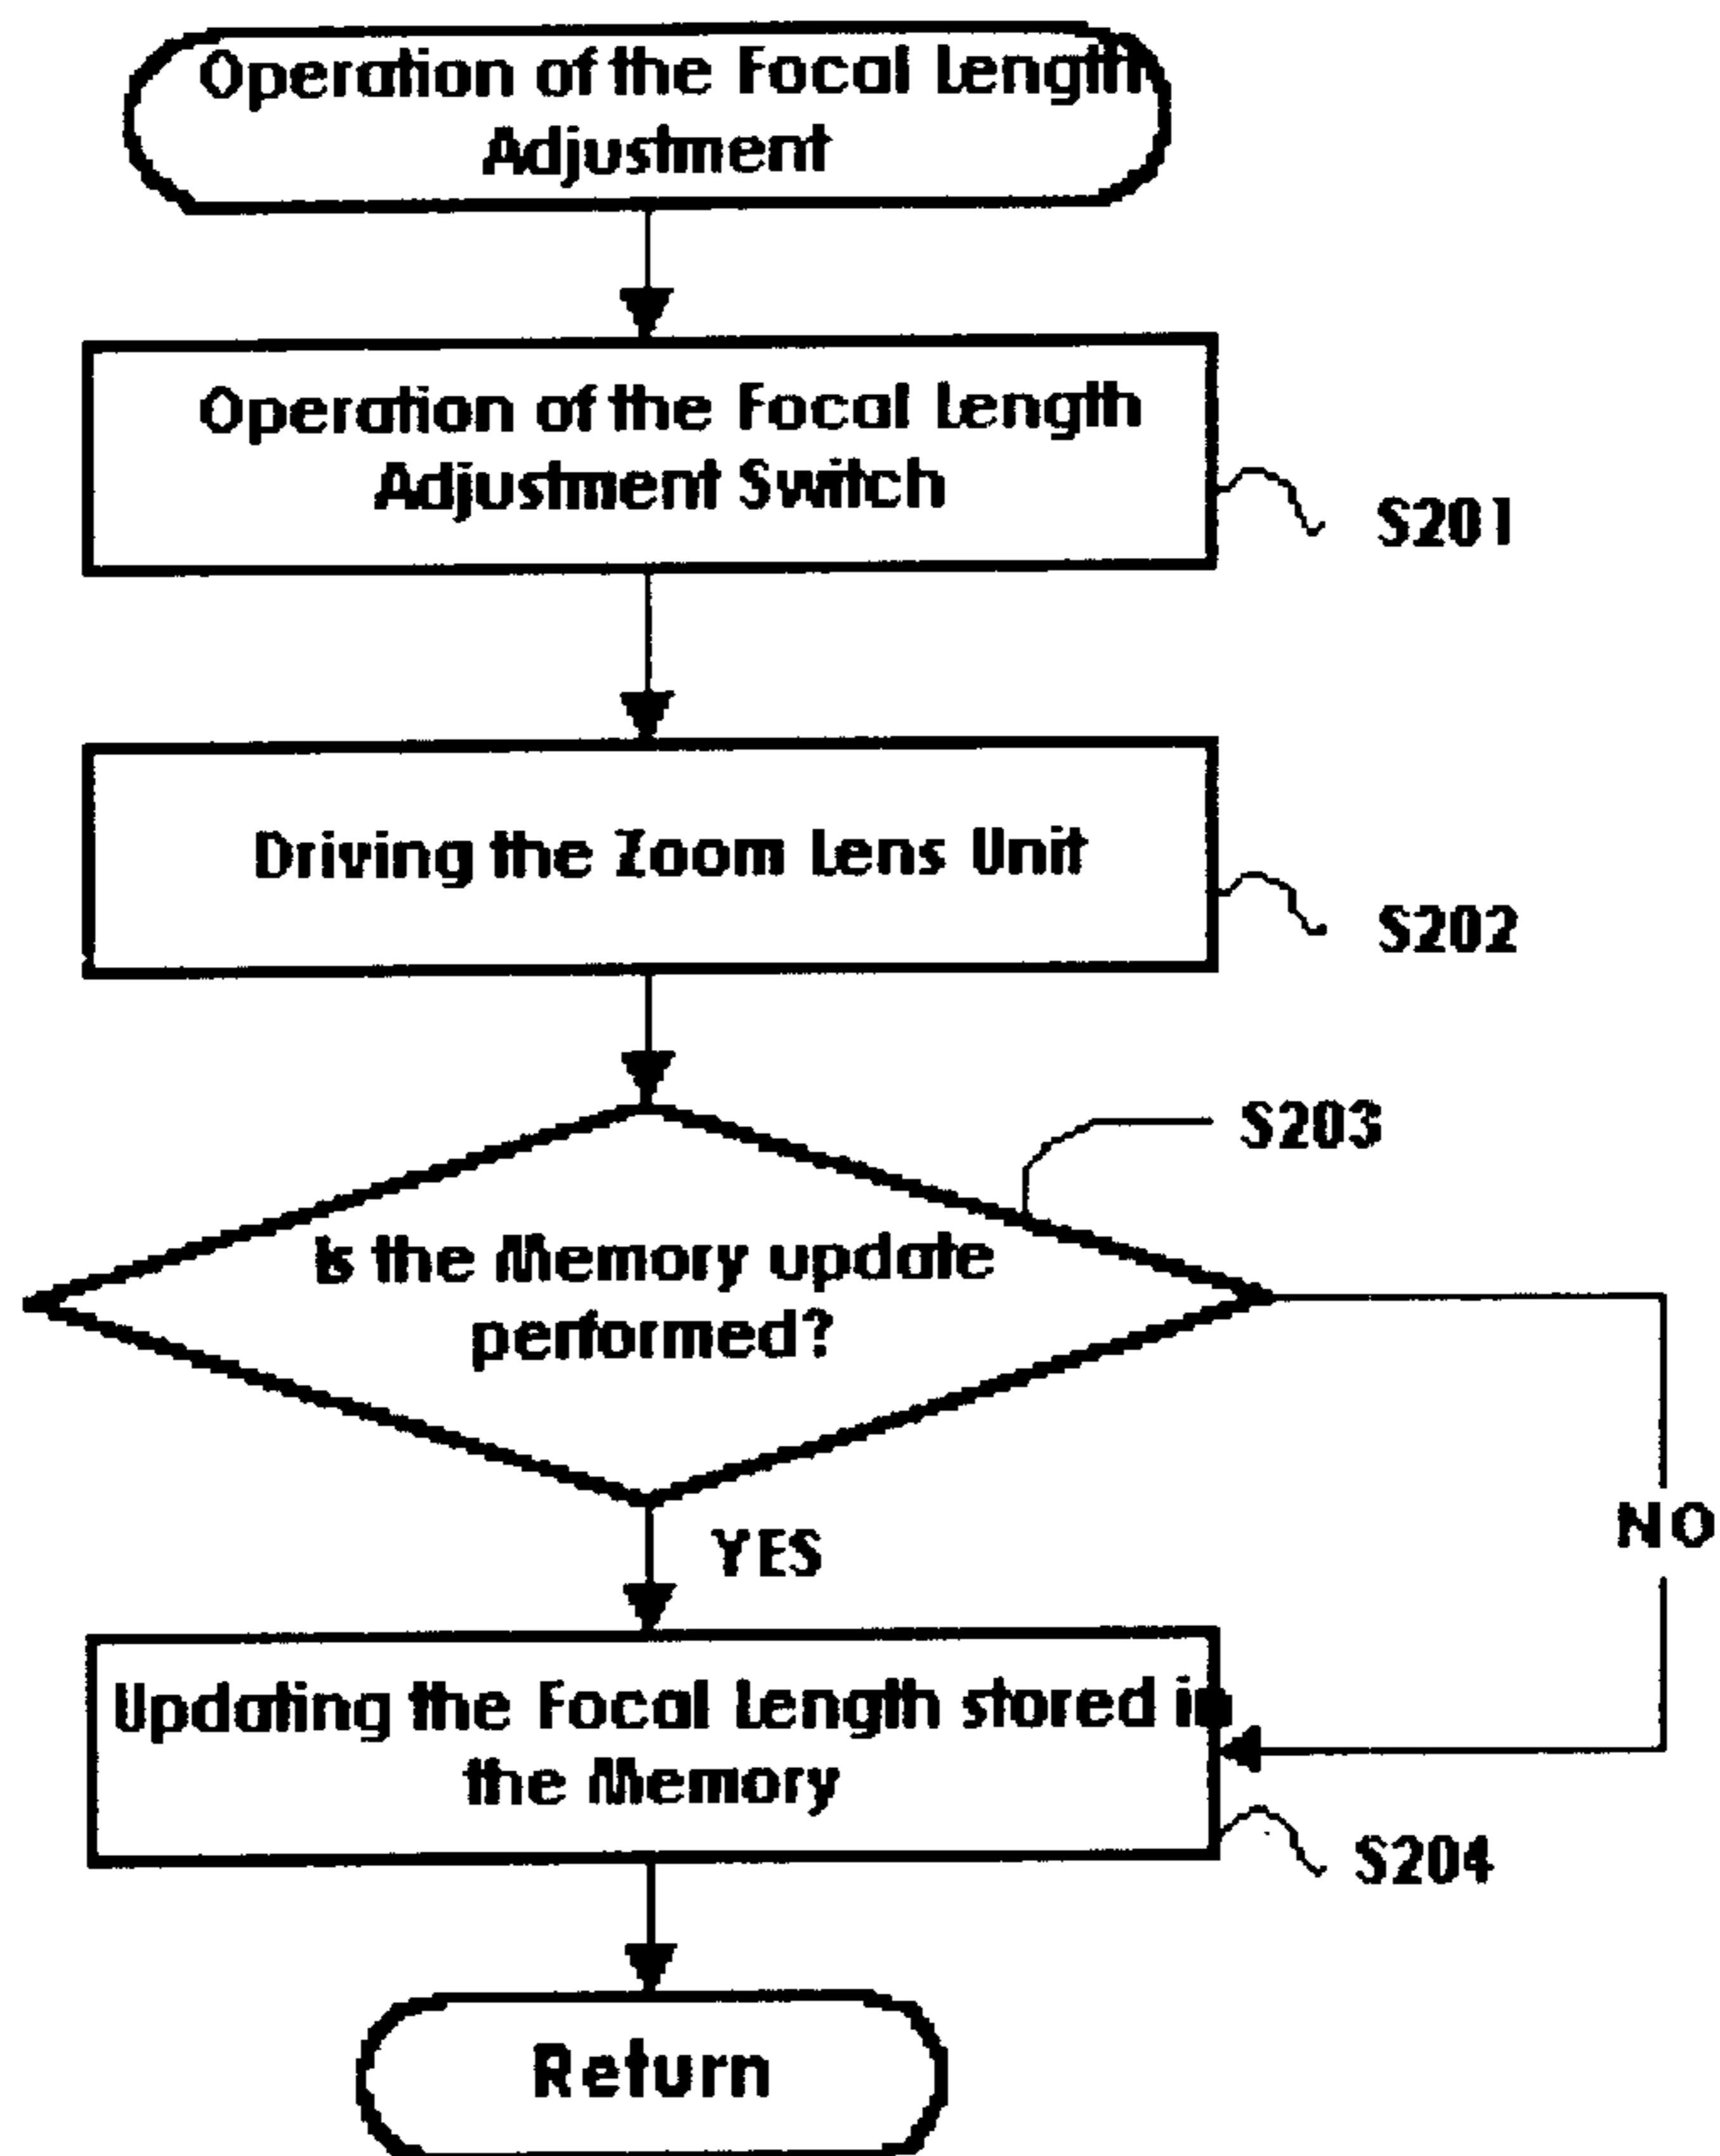 Operation of the Focal Length
Adjustment
Operation of the Focal Length
Adjustment Switch
S201
Driving the Zoom Lens Unit
S202
S203
Is the Memory update
performed?
YES
NO
Updating the Focal Length stored in
the Memory
S204
Return